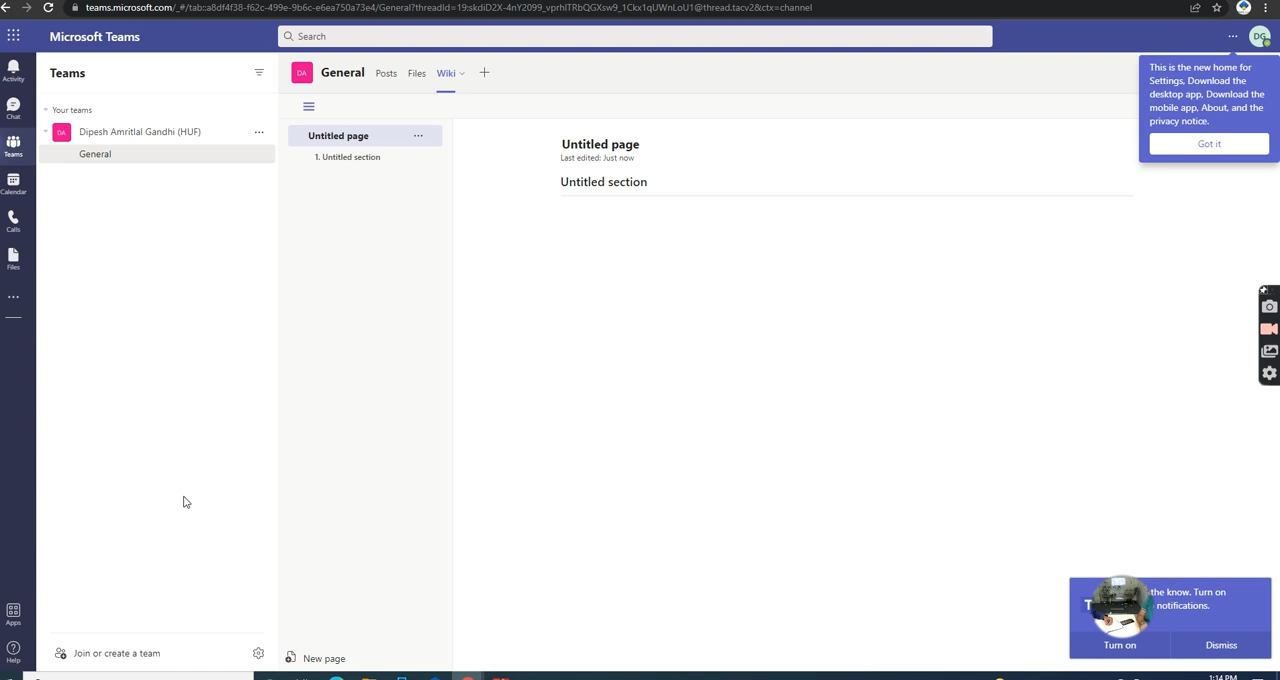 teams.microsoft.com/_#/tab::a8df4f38-f62c-499e-9b6c-e6ea750a73e4/General?threadId=19:skdiD2X-4nY2099_vprhlTRbQGXsw9_1Ckx1qUWnLoU1@thread.tacv2&ctx=channel
Microsoft Teams
Search
DG
Activity
Chat
Teams
Calendar
Calls
Files
Apps
Help
Teams
Your teams
DA Dipesh Amritlal Gandhi (HUF)
General
Join or create a team
DA General Posts Files Wiki
Untitled page
1. Untitled section
New page
Untitled page
Last edited: Just now
Untitled section
This is the new home for
Settings, Download the
desktop app, Download the
mobile app, About, and the
privacy notice.
Got it
the know. Turn on
notifications.
Turn on
Dismiss
1:14 PM